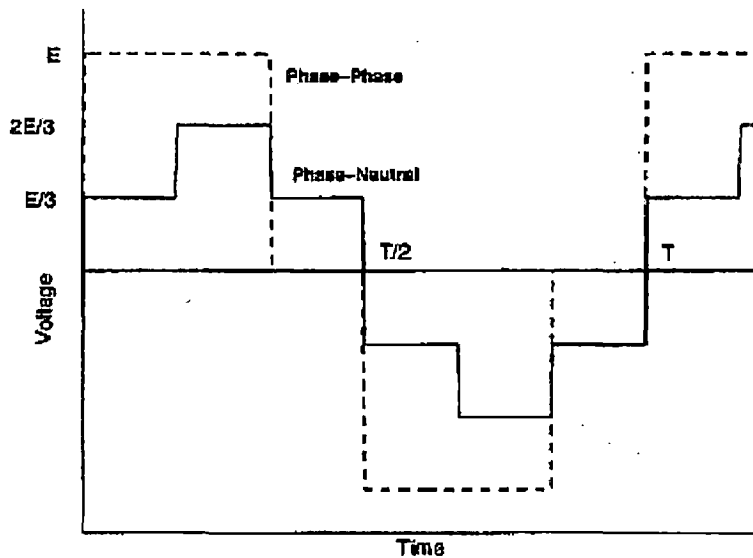 E
Phase-Phase
2E/3
Phase-Neutral
E/3
T/2
T
Voltage
Time